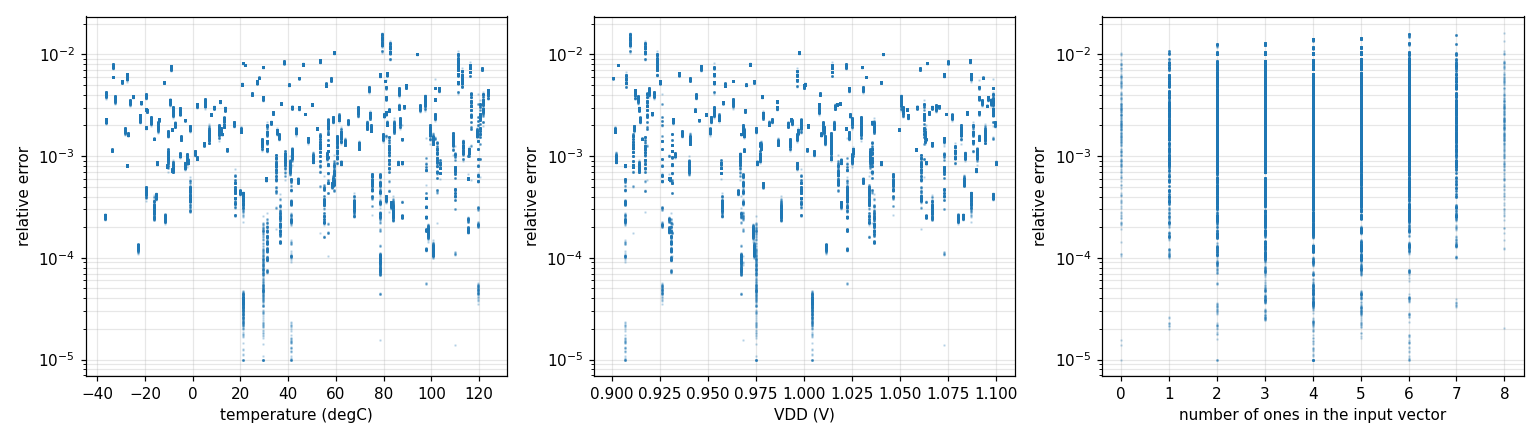 relative error
10⁻²
10⁻³
10⁻⁴
10⁻⁵
−40 −20 0 20 40 60 80 100 120
temperature (degC)
relative error
10⁻²
10⁻³
10⁻⁴
10⁻⁵
0.900 0.925 0.950 0.975 1.000 1.025 1.050 1.075 1.100
VDD (V)
relative error
10⁻²
10⁻³
10⁻⁴
10⁻⁵
0 1 2 3 4 5 6 7 8
number of ones in the input vector